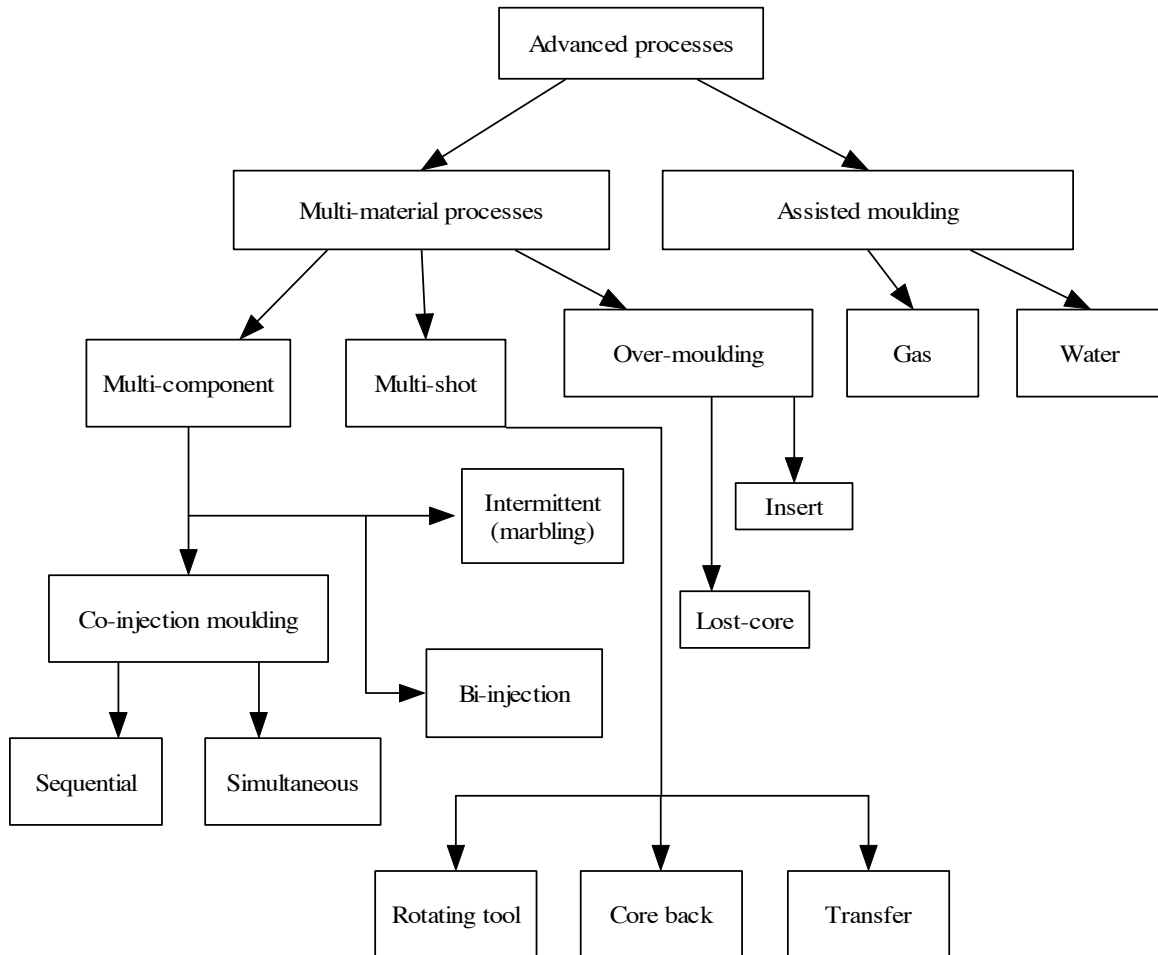 Advanced processes
Multi-material processes
Assisted moulding
Multi-component
Multi-shot
Over-moulding
Gas
Water
Intermittent
(marbling)
Insert
Co-injection moulding
Lost-core
Bi-injection
Sequential
Simultaneous
Rotating tool
Core back
Transfer